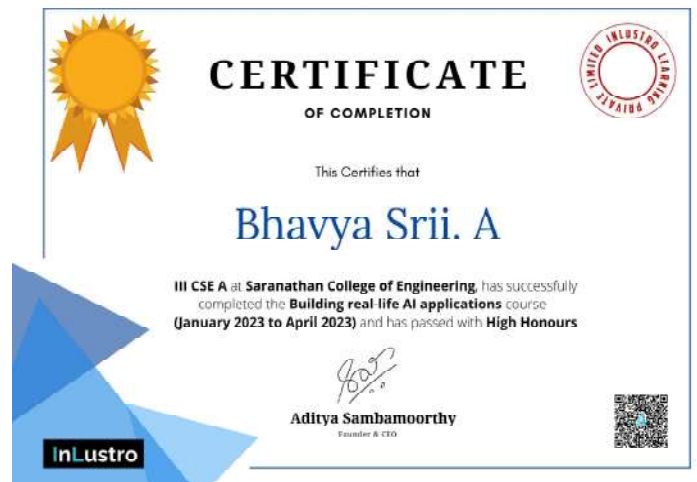 CERTIFICATE
OF COMPLETION
INLUSTRO LEARNING PRIVATE LIMITED
This Certifies that
Bhavya Srii. A
III CSE A at Saranathan College of Engineering, has successfully
completed the Building real-life AI applications course
(January 2023 to April 2023) and has passed with High Honours
Aditya Sambamoorthy
Founder & CEO
InLustro